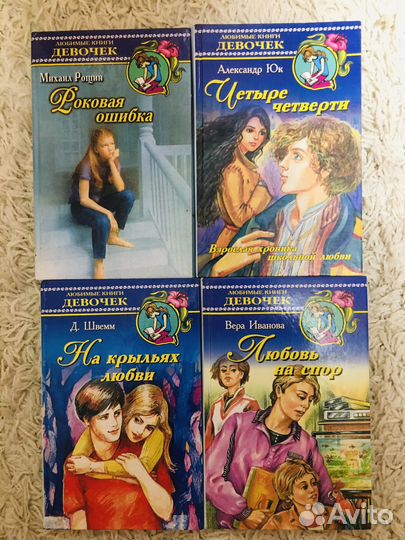 ЛЮБИМЫЕ КНИГИ
ДЕВОЧЕК
Михаил Рощин
Роковая
ошибка
ЛЮБИМЫЕ КНИГИ
ДЕВОЧЕК
Александр Юк
Четыре
четверти
Взрослая хроника
школьной любви
ЛЮБИМЫЕ КНИГИ
ДЕВОЧЕК
Д. Швемм
На крыльях
любви
ЛЮБИМЫЕ КНИГИ
ДЕВОЧЕК
Вера Иванова
Любовь
на спор
Avito